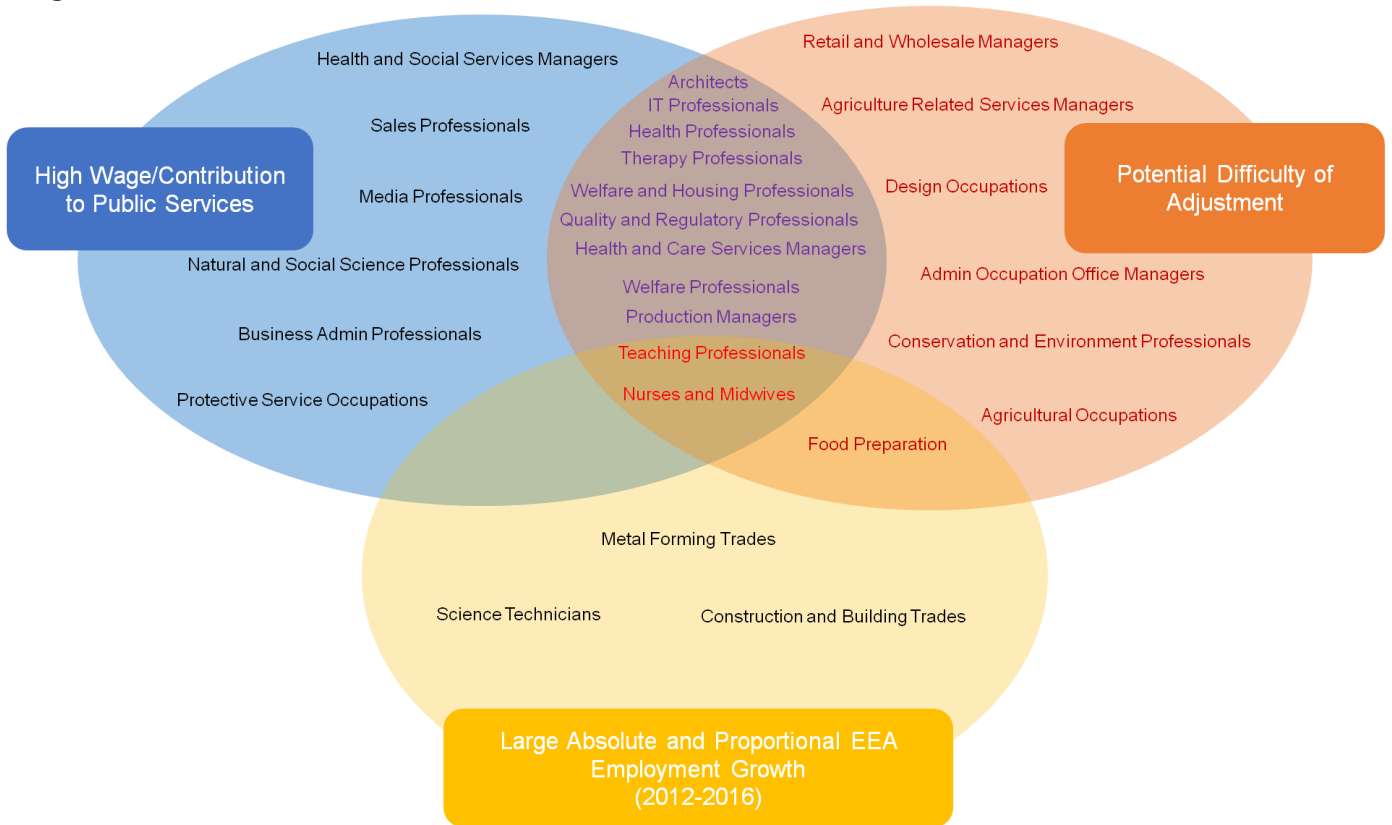 Health and Social Services Managers
Sales Professionals
High Wage/Contribution
to Public Services
Media Professionals
Natural and Social Science Professionals
Business Admin Professionals
Protective Service Occupations
Architects
IT Professionals
Health Professionals
Therapy Professionals
Welfare and Housing Professionals
Quality and Regulatory Professionals
Health and Care Services Managers
Welfare Professionals
Production Managers
Teaching Professionals
Nurses and Midwives
Retail and Wholesale Managers
Agriculture Related Services Managers
Design Occupations
Potential Difficulty of
Adjustment
Admin Occupation Office Managers
Conservation and Environment Professionals
Agricultural Occupations
Food Preparation
Metal Forming Trades
Science Technicians
Construction and Building Trades
Large Absolute and Proportional EEA
Employment Growth
(2012-2016)